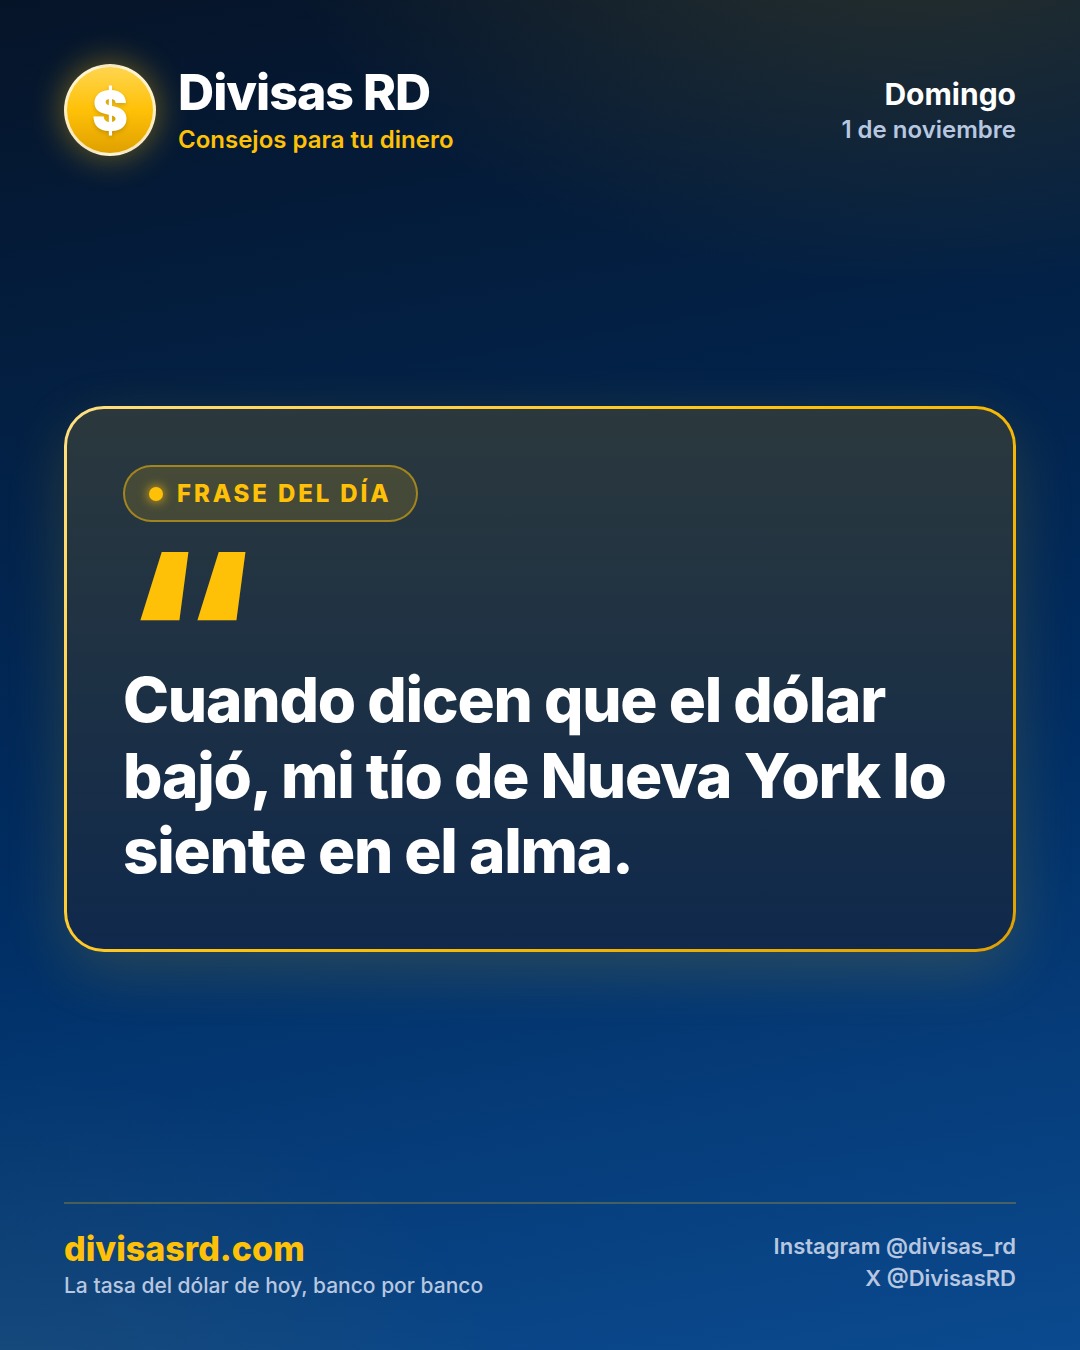 $
Divisas RD
Consejos para tu dinero
Domingo
1 de noviembre
FRASE DEL DÍA
"
Cuando dicen que el dólar
bajó, mi tío de Nueva York lo
siente en el alma.
divisasrd.com
La tasa del dólar de hoy, banco por banco
Instagram @divisas_rd
X @DivisasRD